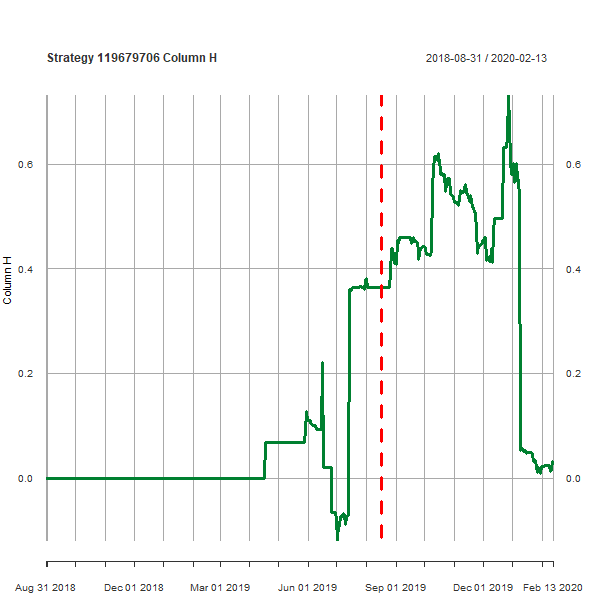 Strategy 119679706 Column H
2018-08-31 / 2020-02-13
Column H
0.6
0.4
0.2
0.0
0.6
0.4
0.2
0.0
Aug 31 2018
Dec 01 2018
Mar 01 2019
Jun 01 2019
Sep 01 2019
Dec 01 2019
Feb 13 2020